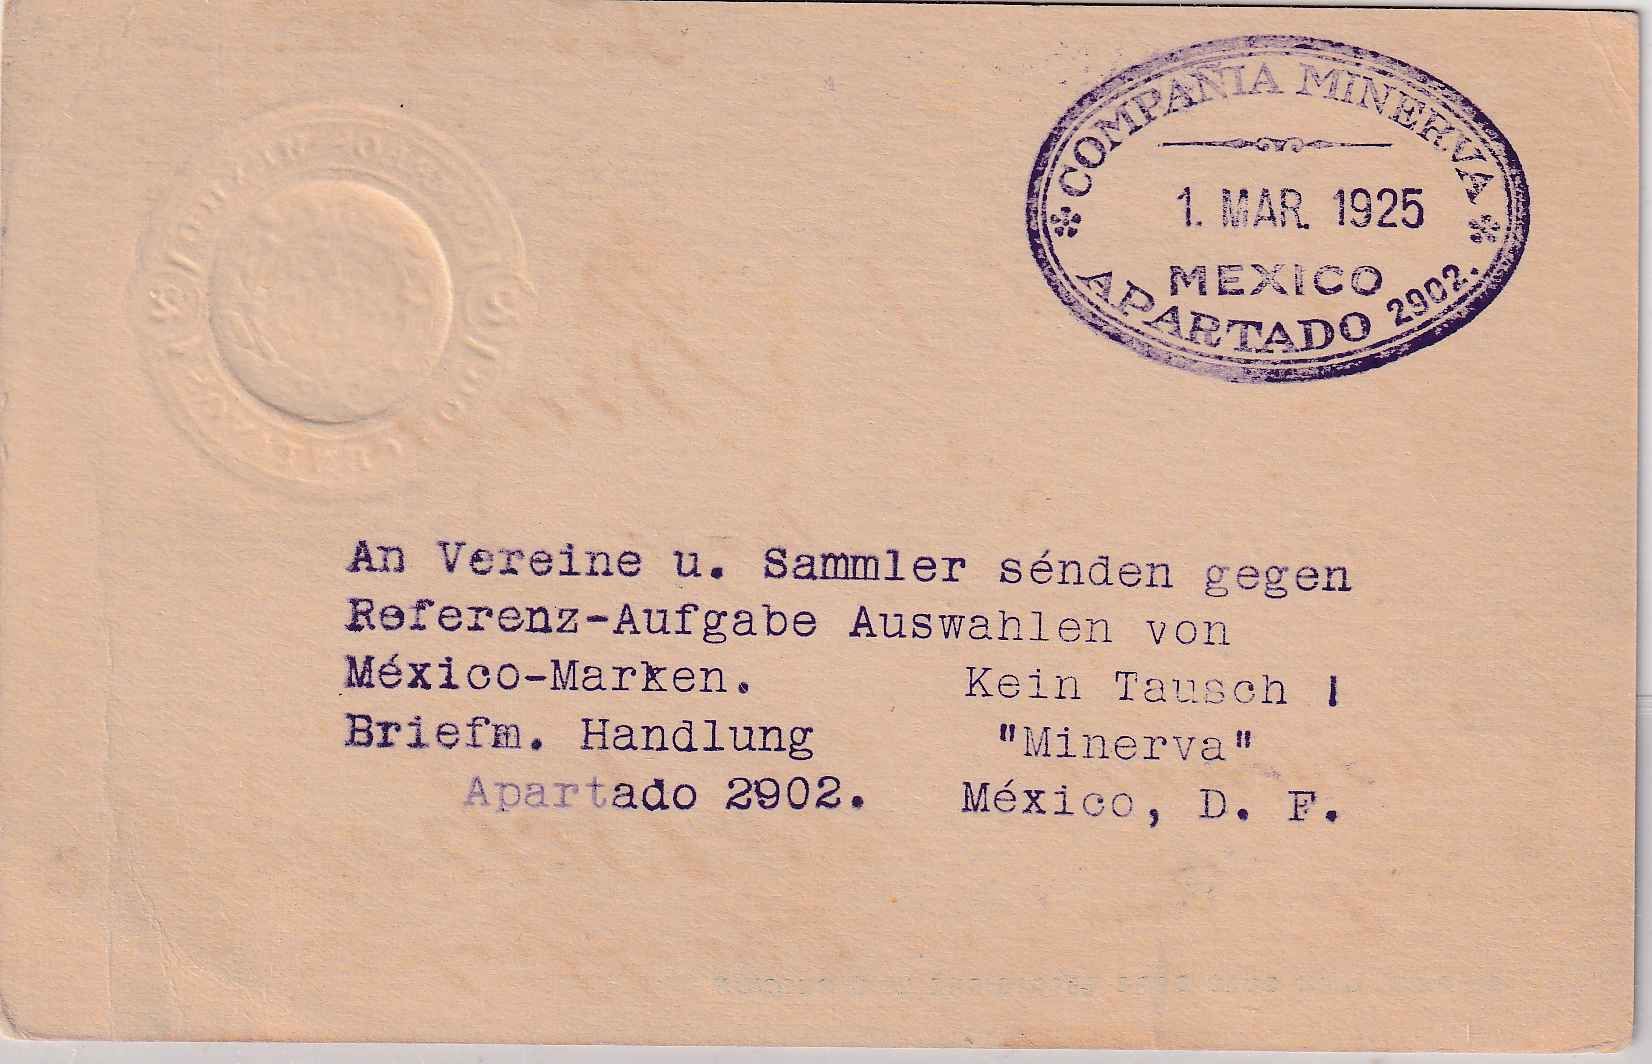 COMPAÑIA MINERVA
1. MAR. 1925
MEXICO
APARTADO 2902.
An Vereine u. Sammler sénden gegen
Referenz-Aufgabe Auswahlen von
México-Marken. Kein Tausch !
Briefm. Handlung "Minerva"
Apartado 2902. México, D. F.